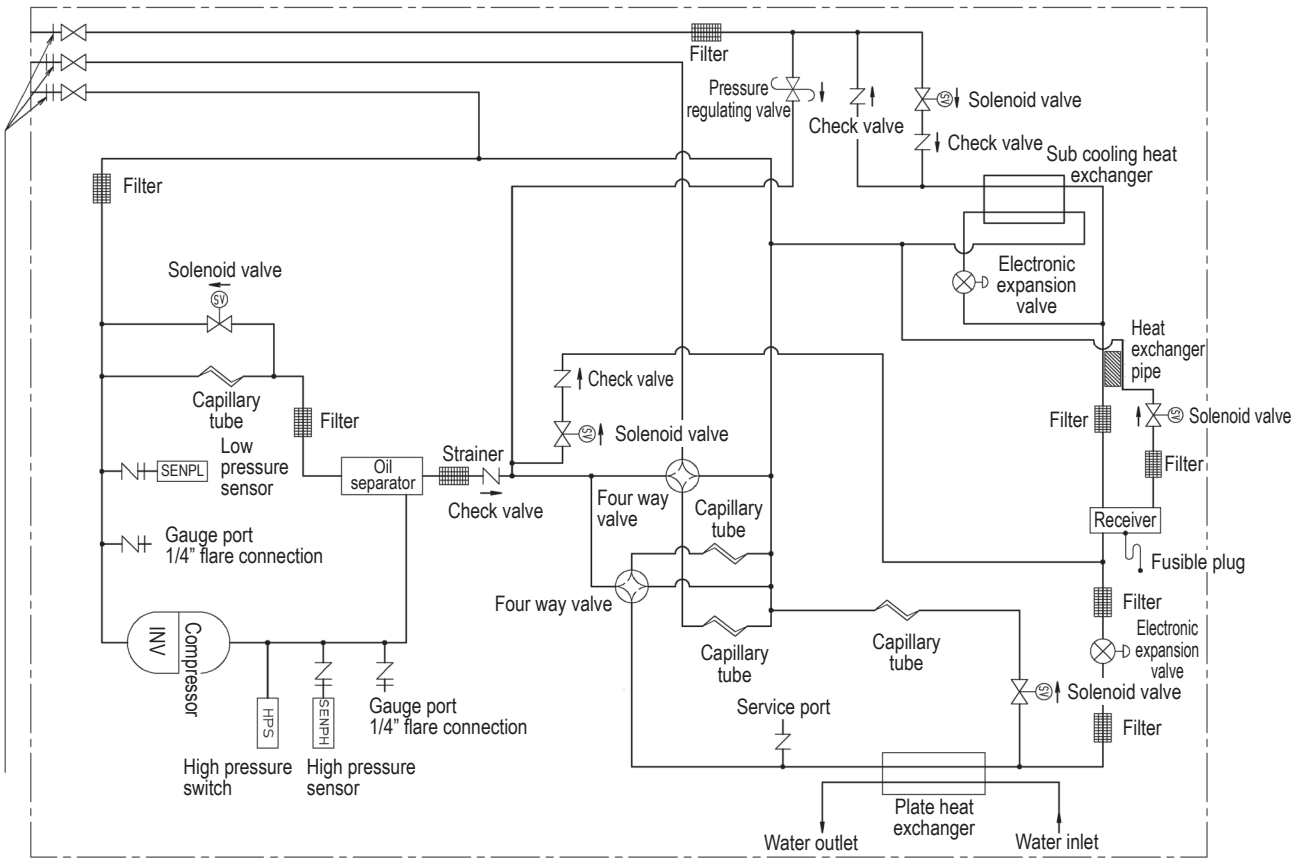 Filter
Pressure
regulating valve
Check valve
Solenoid valve
Check valve
Sub cooling heat
exchanger
Filter
Solenoid valve
SV
SV
Electronic
expansion
valve
Heat
exchanger
pipe
Capillary
tube
Filter
Check valve
SV
Solenoid valve
Filter
SV
Solenoid valve
SENPL
Low
pressure
sensor
Oil
separator
Strainer
Check valve
Four way
valve
Capillary
tube
Filter
Receiver
Gauge port
1/4” flare connection
Fusible plug
Four way valve
Filter
INV
Compressor
Capillary
tube
Capillary
tube
Electronic
expansion
valve
HPS
SENPH
Gauge port
1/4” flare connection
Service port
SV
Solenoid valve
Filter
High pressure
switch
High pressure
sensor
Plate heat
exchanger
Water outlet
Water inlet